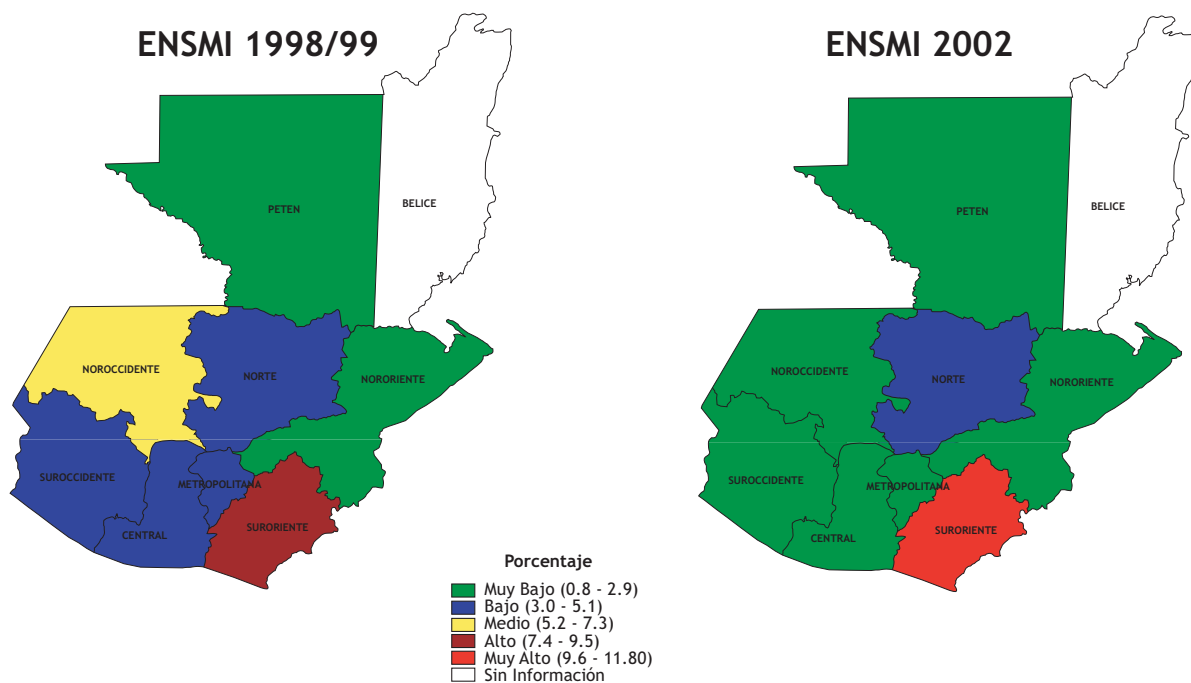 ENSMI 1998/99
PETEN
BELICE
NOROCCIDENTE
NORTE
NORORIENTE
SUROCCIDENTE
METROPOLITANA
CENTRAL
SURORIENTE
ENSMI 2002
PETEN
BELICE
NOROCCIDENTE
NORTE
NORORIENTE
SUROCCIDENTE
METROPOLITANA
CENTRAL
SURORIENTE
Porcentaje
Muy Bajo (0.8 - 2.9)
Bajo (3.0 - 5.1)
Medio (5.2 - 7.3)
Alto (7.4 - 9.5)
Muy Alto (9.6 - 11.80)
Sin Información